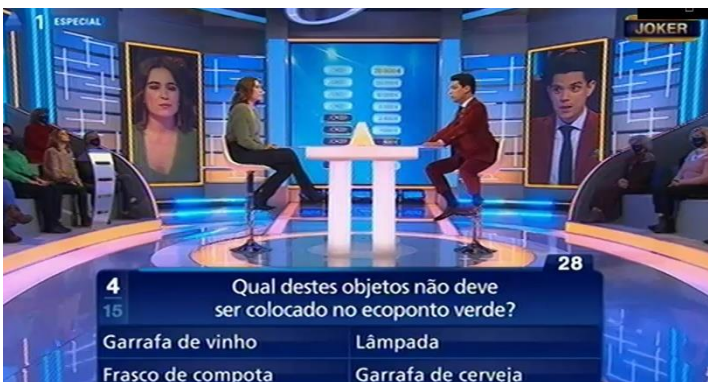 1 ESPECIAL
JOKER
28
4
15
Qual destes objetos não deve
ser colocado no ecoponto verde?
Garrafa de vinho
Lâmpada
Frasco de compota
Garrafa de cerveja